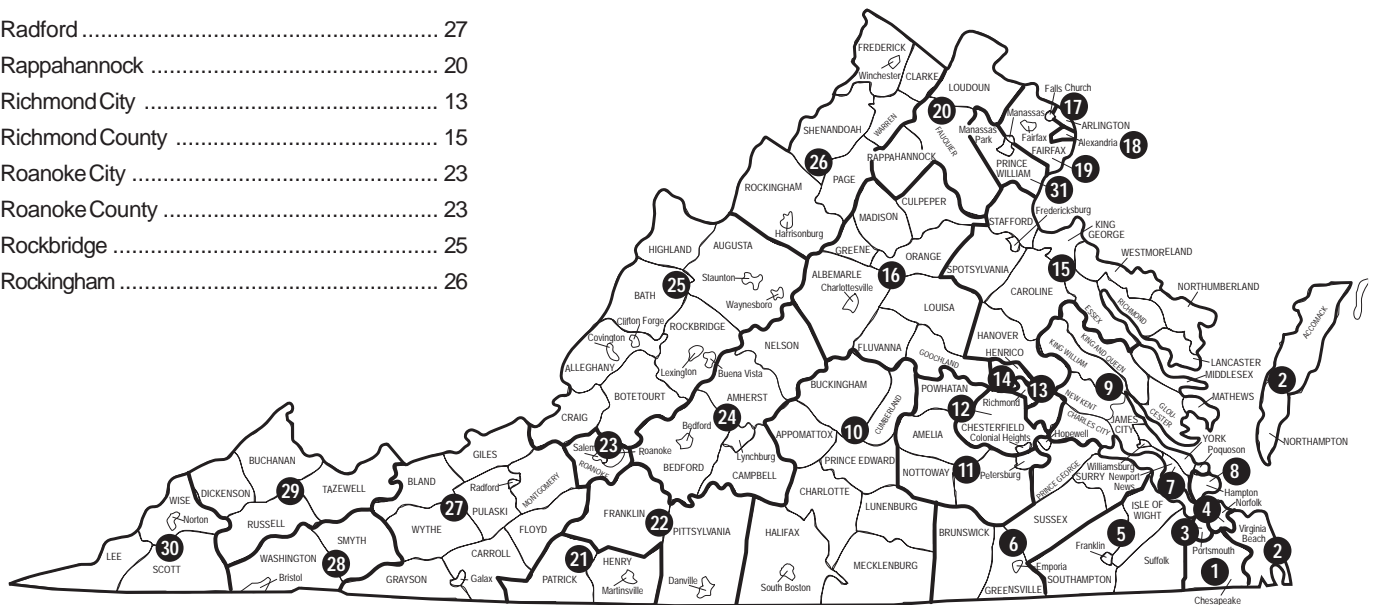 Radford ............................................................ 27
Rappahannock ................................................ 20
Richmond City ................................................. 13
Richmond County ............................................ 15
Roanoke City ................................................... 23
Roanoke County .............................................. 23
Rockbridge ...................................................... 25
Rockingham ..................................................... 26
FREDERICK
Winchester
CLARKE
LOUDOUN
Falls Church
17
ARLINGTON
Alexandria
18
Manassas
Fairfax
FAIRFAX
19
20
WARREN
SHENANDOAH
FAUQUIER
Manassas
Park
PRINCE
WILLIAM
31
26
RAPPAHANNOCK
PAGE
ROCKINGHAM
Harrisonburg
CULPEPER
MADISON
STAFFORD
Fredericksburg
KING
GEORGE
WESTMORELAND
HIGHLAND
AUGUSTA
GREENE
ORANGE
SPOTSYLVANIA
15
NORTHUMBERLAND
Staunton
ALBEMARLE
Charlottesville
16
CAROLINE
RICHMOND
ESSEX
ACCOMACK
BATH
25
Waynesboro
LOUISA
Clifton Forge
ROCKBRIDGE
Covington
NELSON
FLUVANNA
GOOCHLAND
HANOVER
HENRICO
KING WILLIAM
KING AND QUEEN
LANCASTER
MIDDLESEX
2
ALLEGHANY
Lexington
Buena Vista
BUCKINGHAM
CUMBERLAND
POWHATAN
14
13
Richmond
9
MATHEWS
BOTETOURT
AMHERST
12
NEW KENT
CHARLES CITY
JAMES
CITY
GLOU-
CESTER
CRAIG
24
Bedford
APPOMATTOX
10
AMELIA
CHESTERFIELD
Colonial Heights
Hopewell
YORK
Poquoson
NORTHAMPTON
23
Salem
Roanoke
ROANOKE
Lynchburg
BEDFORD
CAMPBELL
PRINCE EDWARD
NOTTOWAY
11
Petersburg
PRINCE GEORGE
Williamsburg
SURRY
Newport
News
7
8
Hampton
Norfolk
GILES
BUCHANAN
BLAND
Radford
MONTGOMERY
DICKENSON
29
TAZEWELL
27
PULASKI
WISE
Norton
RUSSELL
WYTHE
FLOYD
FRANKLIN
22
PITTSYLVANIA
CHARLOTTE
HALIFAX
LUNENBURG
BRUNSWICK
SUSSEX
ISLE OF
WIGHT
4
Virginia
Beach
3
Portsmouth
2
SMYTH
CARROLL
30
LEE
SCOTT
WASHINGTON
28
Bristol
GRAYSON
Galax
21
PATRICK
HENRY
Martinsville
Danville
South Boston
MECKLENBURG
6
Emporia
GREENSVILLE
5
Franklin
SOUTHAMPTON
Suffolk
1
Chesapeake